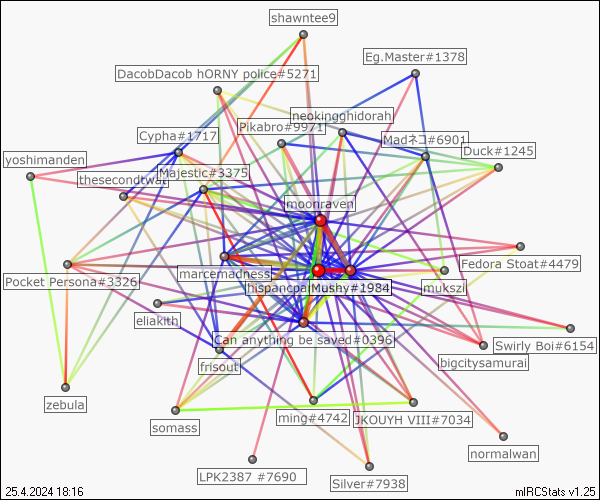 shawntee9
Eg.Master#1378
DacobDacob hORNY police#5271
neokingghidorah
Pikabro#9971
Cypha#1717
Madネコ#6901
Duck#1245
yoshimanden
Majestic#3375
thesecondtwat
moonraven
Fedora Stoat#4479
marcemadness
Pocket Persona#3326
Mushy#1984
mukszi
eliakith
Can anything be saved#0396
Swirly Boi#6154
bigcitysamurai
frisout
zebula
somass
ming#4742
JKOUYH VIII#7034
normalwan
LPK2387 #7690
Silver#7938
25.4.2024 18:16
mIRCStats v1.25